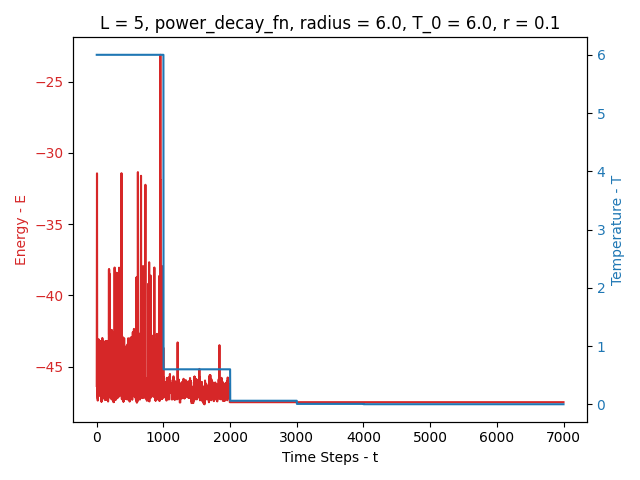 L = 5, power_decay_fn, radius = 6.0, T_0 = 6.0, r = 0.1
Energy - E
−25
−30
−35
−40
−45
6
5
4
3
2
1
0
Temperature - T
0 1000 2000 3000 4000 5000 6000 7000
Time Steps - t